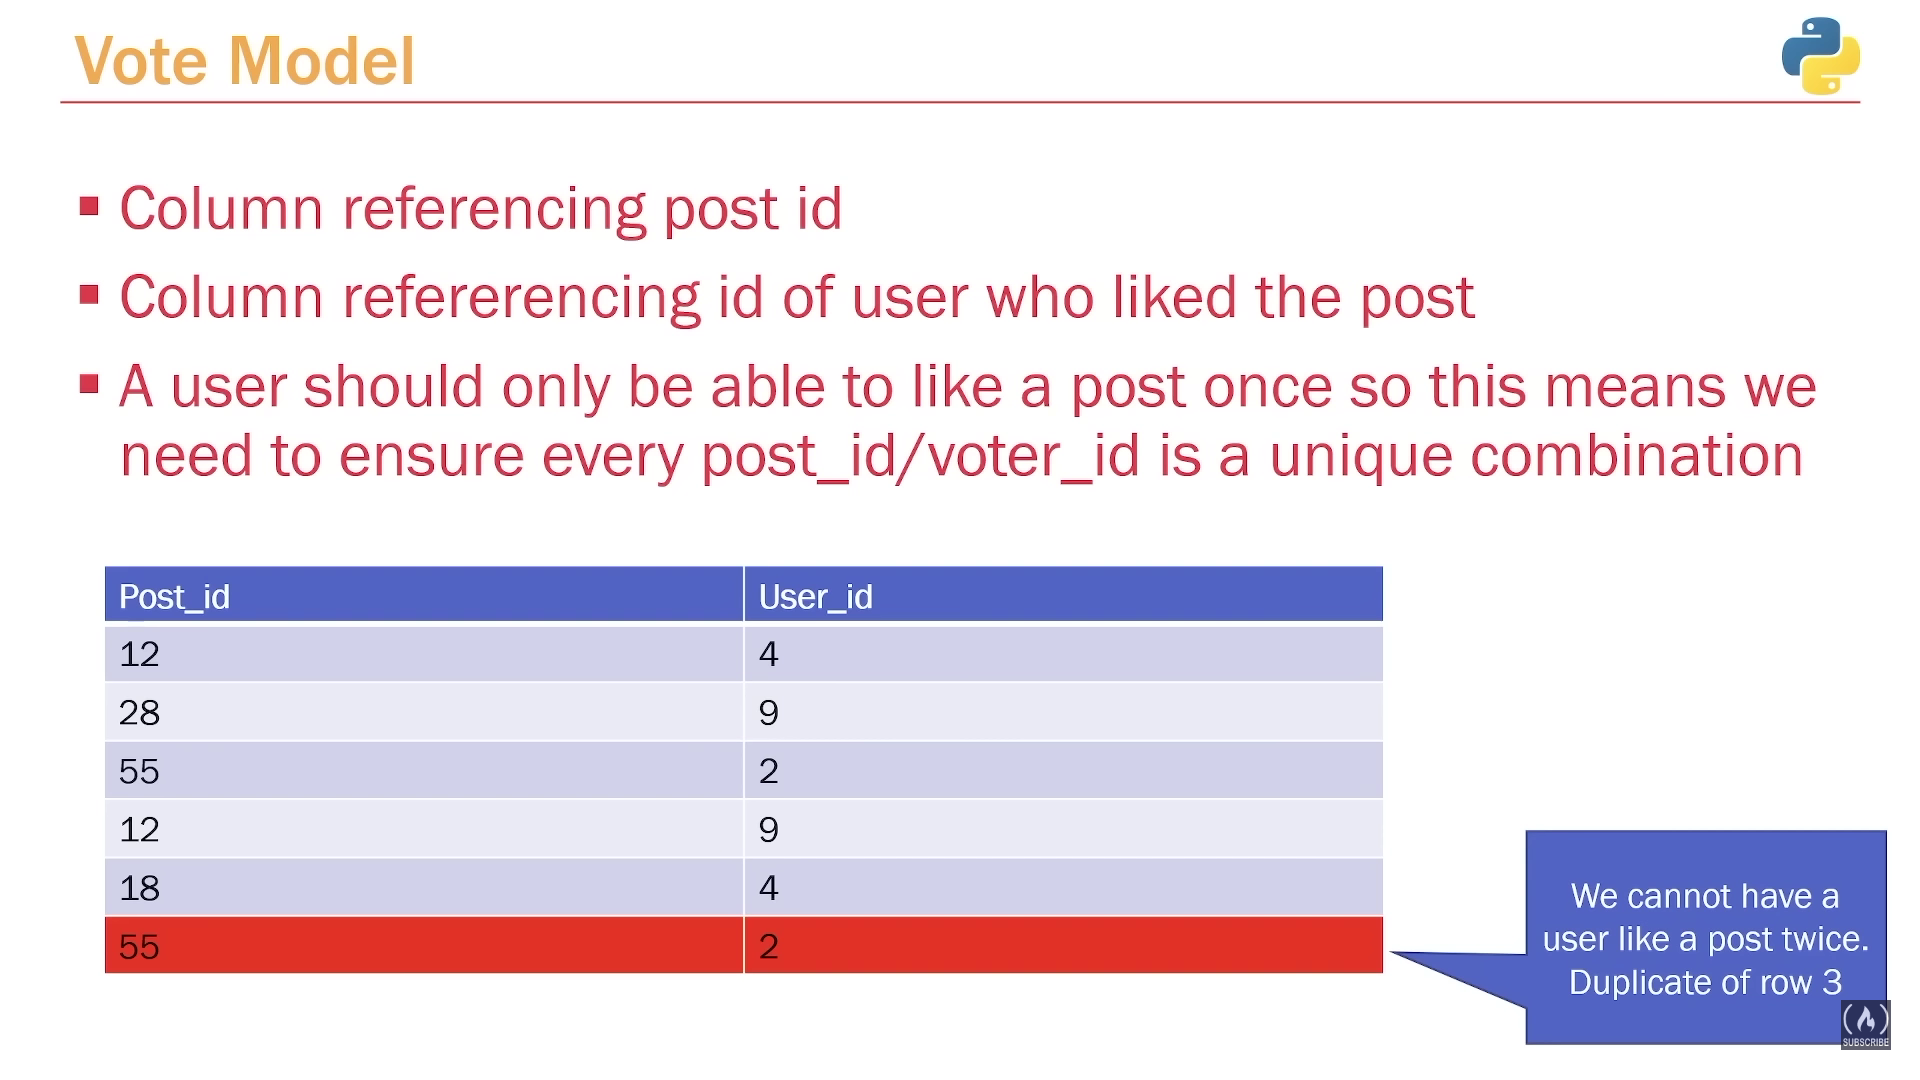 Vote Model
Column referencing post id
Column refererencing id of user who liked the post
A user should only be able to like a post once so this means we
need to ensure every post_id/voter_id is a unique combination
Post_id User_id
12 4
28 9
55 2
12 9
18 4
55 2
We cannot have a
user like a post twice.
Duplicate of row 3
SUBSCRIBE